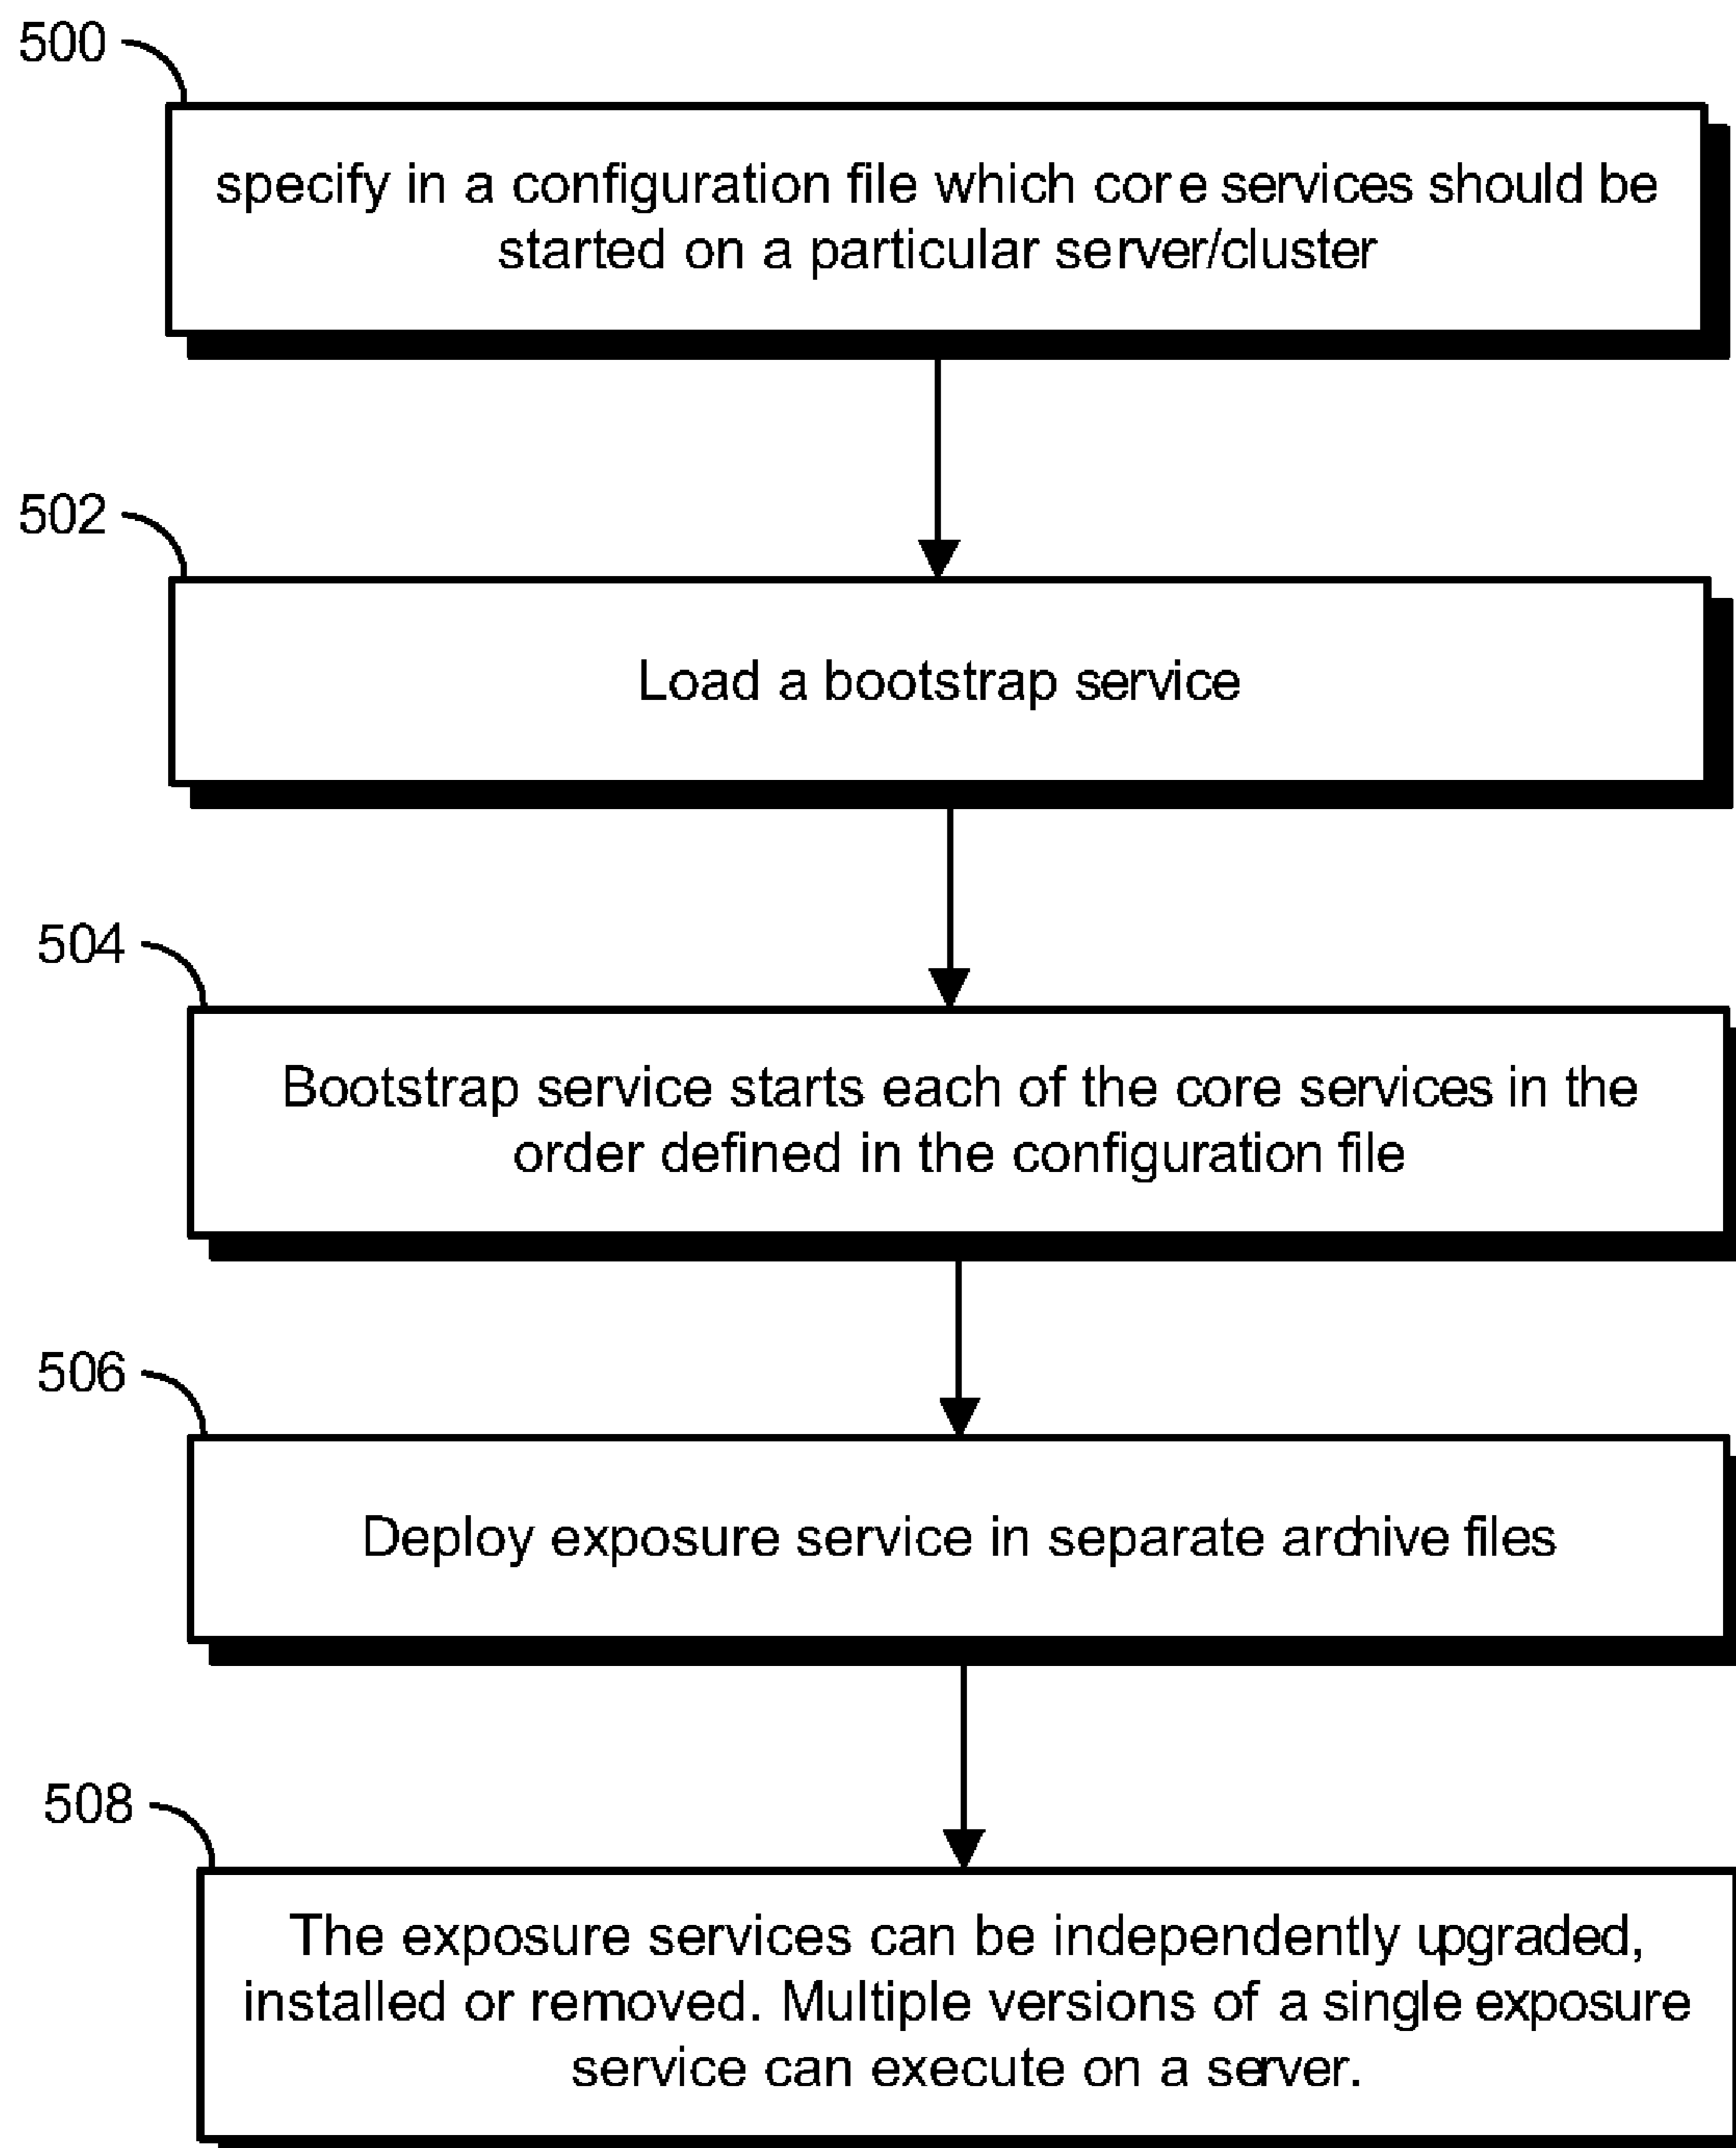 500
specify in a configuration file which core services should be
started on a particular server/cluster
502
Load a bootstrap service
504
Bootstrap service starts each of the core services in the
order defined in the configuration file
506
Deploy exposure service in separate archive files
508
The exposure services can be independently upgraded,
installed or removed. Multiple versions of a single exposure
service can execute on a server.